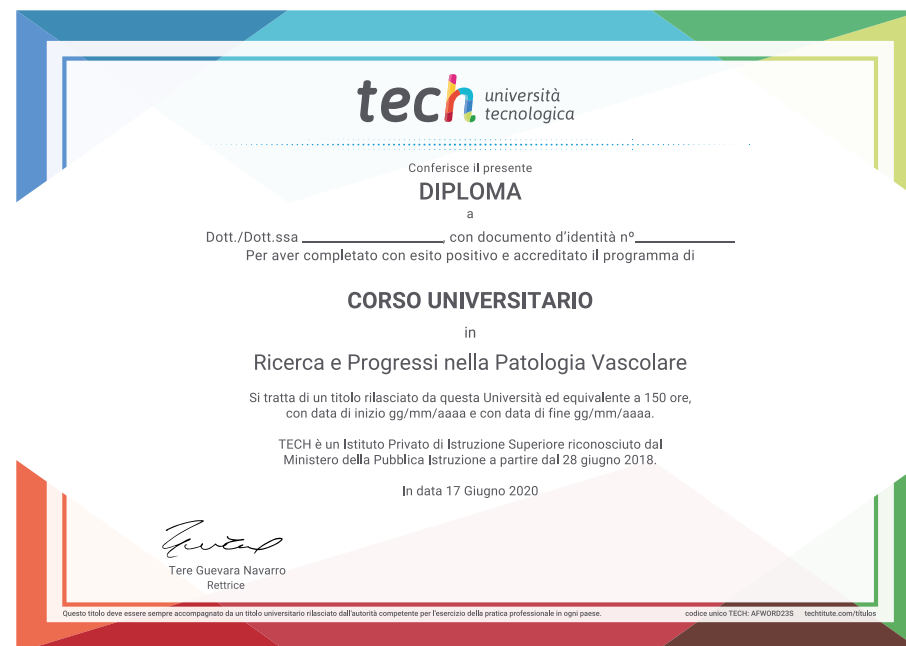 tech università
tecnologica
Conferisce il presente
DIPLOMA
a
Dott./Dott.ssa ________________, con documento d'identità nº____________
Per aver completato con esito positivo e accreditato il programma di
CORSO UNIVERSITARIO
in
Ricerca e Progressi nella Patologia Vascolare
Si tratta di un titolo rilasciato da questa Università ed equivalente a 150 ore,
con data di inizio gg/mm/aaaa e con data di fine gg/mm/aaaa.
TECH è un Istituto Privato di Istruzione Superiore riconosciuto dal
Ministero della Pubblica Istruzione a partire dal 28 giugno 2018.
In data 17 Giugno 2020
Tere Guevara Navarro
Rettrice
Questo titolo deve essere sempre accompagnato da un titolo universitario rilasciato dall'autorità competente per l'esercizio della pratica professionale in ogni paese. codice unico TECH: AFWORD23S techtitute.com/títulos